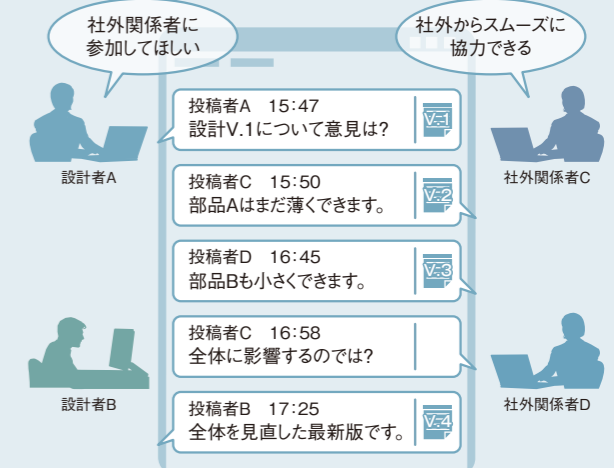 社外関係者に
参加してほしい
社外からスムーズに
協力できる
設計者A
社外関係者C
投稿者A 15:47
設計V.1について意見は?
V.1
投稿者C 15:50
部品Aはまだ薄くできます。
V.2
投稿者D 16:45
部品Bも小さくできます。
V.3
投稿者C 16:58
全体に影響するのでは?
設計者B
社外関係者D
投稿者B 17:25
全体を見直した最新版です。
V.4